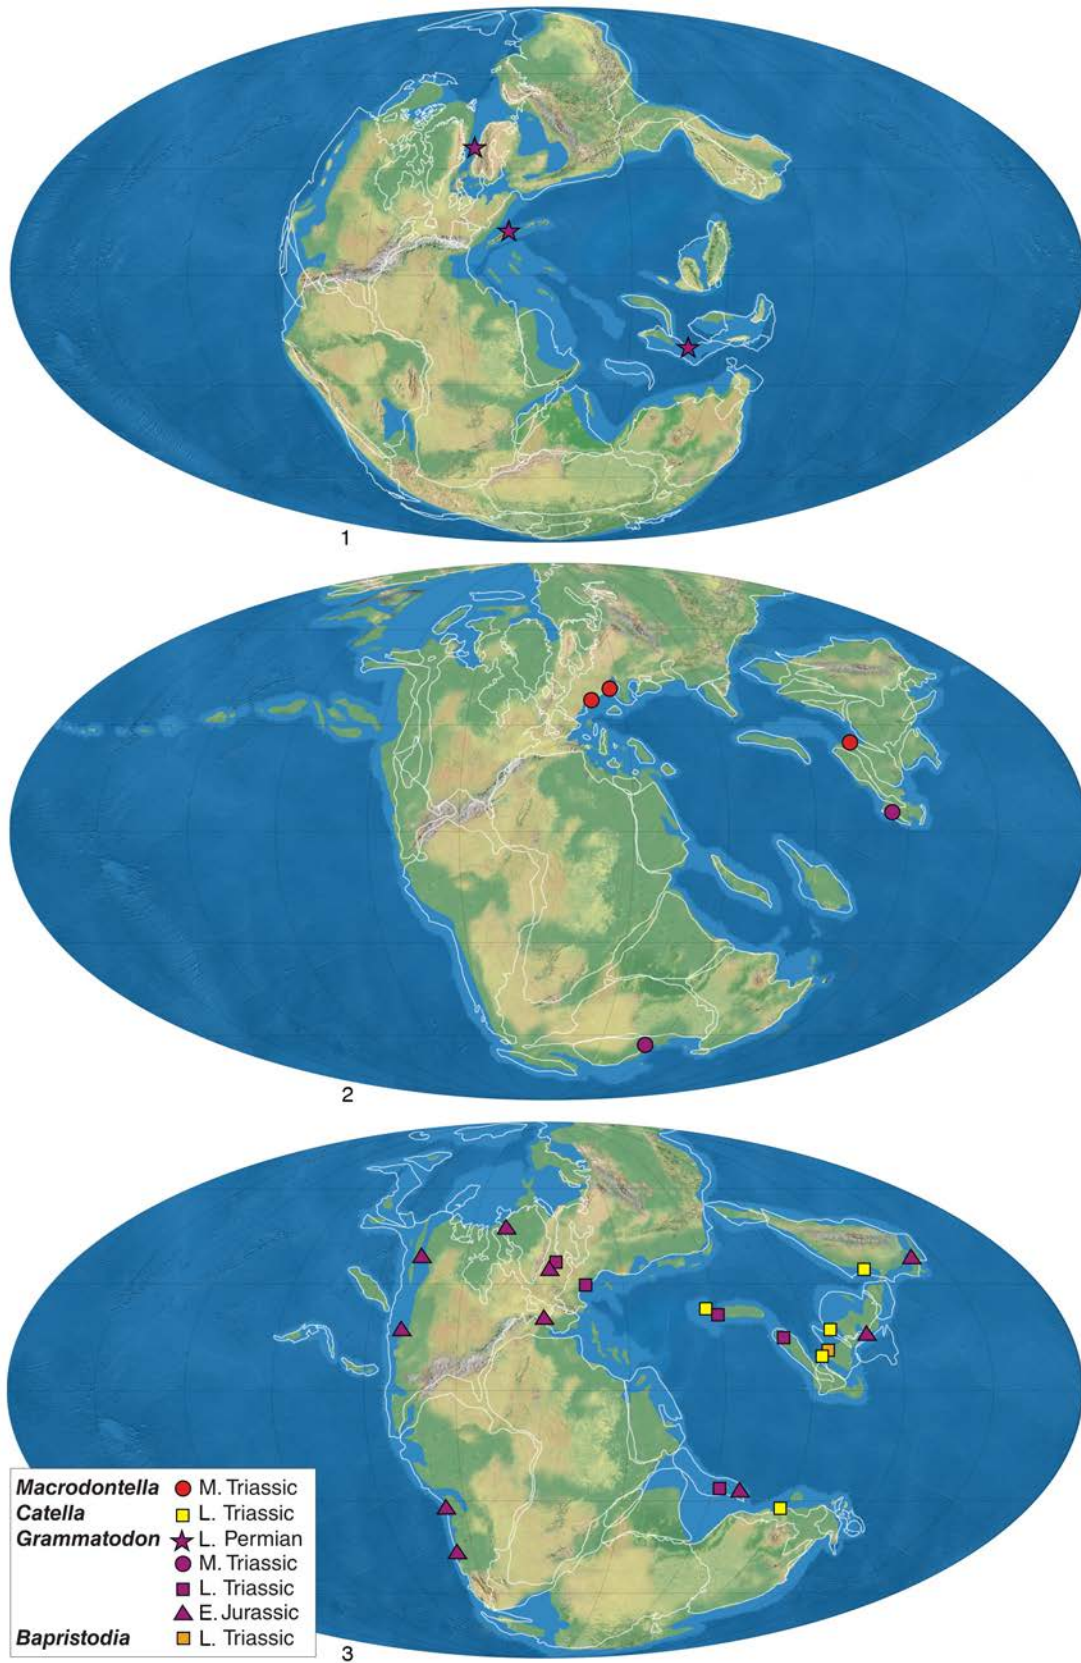 1
2
Macrodontella M. Triassic
Catella L. Triassic
Grammatodon L. Permian
M. Triassic
L. Triassic
E. Jurassic
Bapristodia L. Triassic
3